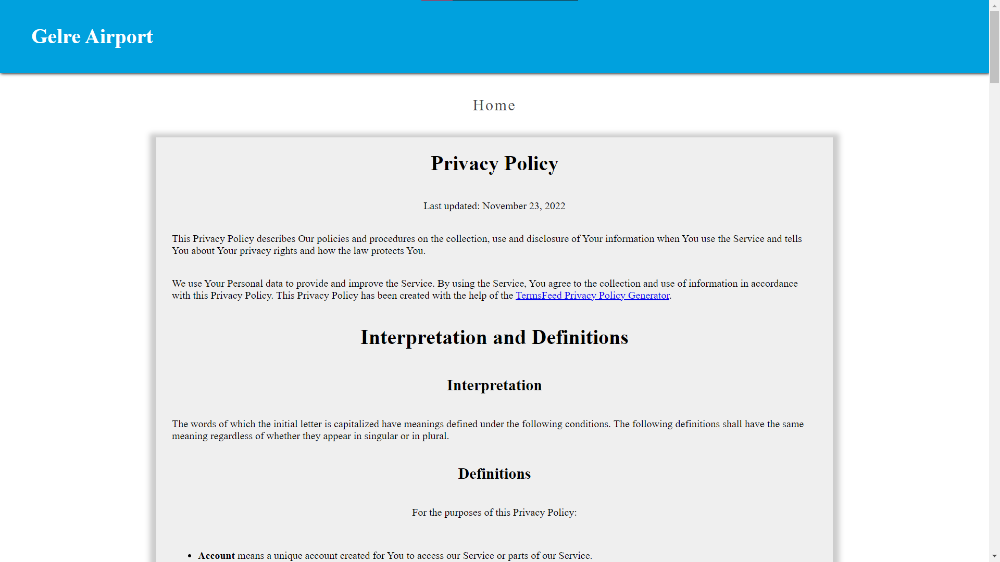 Gelre Airport
Home
Privacy Policy
Last updated: November 23, 2022
This Privacy Policy describes Our policies and procedures on the collection, use and disclosure of Your information when You use the Service and tells
You about Your privacy rights and how the law protects You.
We use Your Personal data to provide and improve the Service. By using the Service, You agree to the collection and use of information in accordance
with this Privacy Policy. This Privacy Policy has been created with the help of the TermsFeed Privacy Policy Generator.
Interpretation and Definitions
Interpretation
The words of which the initial letter is capitalized have meanings defined under the following conditions. The following definitions shall have the same
meaning regardless of whether they appear in singular or in plural.
Definitions
For the purposes of this Privacy Policy:
• Account means a unique account created for You to access our Service or parts of our Service.